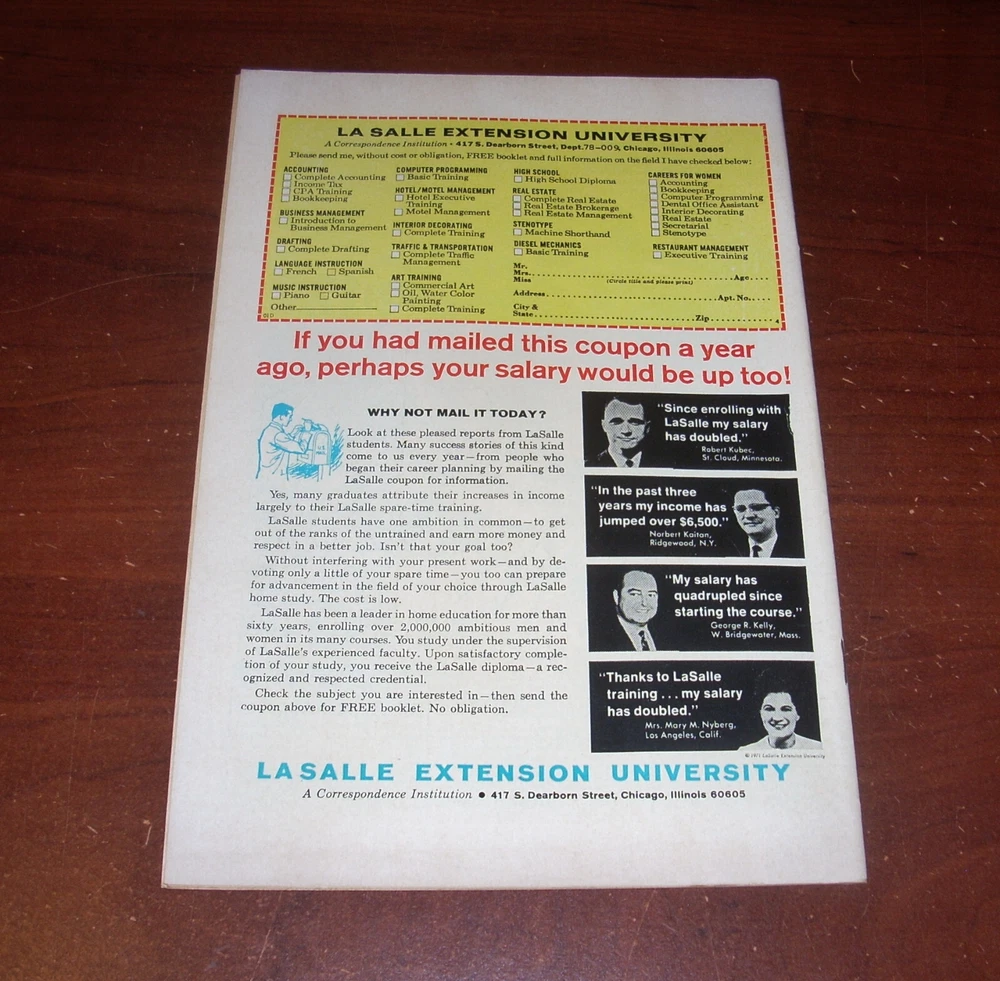 LA SALLE EXTENSION UNIVERSITY
A Correspondence Institution • 417 S. Dearborn Street, Dept. 78-009, Chicago, Illinois 60605
Please send me, without cost or obligation, FREE booklet and full information on the field I have checked below:
ACCOUNTING
Complete Accounting
Income Tax
CPA Training
Bookkeeping
BUSINESS MANAGEMENT
Introduction to
Business Management
DRAFTING
Complete Drafting
LANGUAGE INSTRUCTION
French Spanish
MUSIC INSTRUCTION
Piano Guitar
Other
COMPUTER PROGRAMMING
Basic Training
HOTEL/MOTEL MANAGEMENT
Hotel Executive
Training
Motel Management
INTERIOR DECORATING
Complete Training
TRAFFIC & TRANSPORTATION
Complete Traffic
Management
ART TRAINING
Commercial Art
Oil, Water Color
Painting
Complete Training
HIGH SCHOOL
High School Diploma
REAL ESTATE
Complete Real Estate
Real Estate Brokerage
Real Estate Management
STENOTYPE
Machine Shorthand
DIESEL MECHANICS
Basic Training
CAREERS FOR WOMEN
Accounting
Bookkeeping
Computer Programming
Dental Office Assistant
Interior Decorating
Real Estate
Secretarial
Stenotype
RESTAURANT MANAGEMENT
Executive Training
Mr.
Mrs. Age
Miss (Circle title and please print)
Address Apt. No.
City &
State Zip
If you had mailed this coupon a year
ago, perhaps your salary would be up too!
WHY NOT MAIL IT TODAY?
Look at these pleased reports from LaSalle
students. Many success stories of this kind
come to us every year—from people who
began their career planning by mailing the
LaSalle coupon for information.
Yes, many graduates attribute their increases in income
largely to their LaSalle spare-time training.
LaSalle students have one ambition in common—to get
out of the ranks of the untrained and earn more money and
respect in a better job. Isn't that your goal too?
Without interfering with your present work—and by de-
voting only a little of your spare time—you too can prepare
for advancement in the field of your choice through LaSalle
home study. The cost is low.
LaSalle has been a leader in home education for more than
sixty years, enrolling over 2,000,000 ambitious men and
women in its many courses. You study under the supervision
of LaSalle's experienced faculty. Upon satisfactory comple-
tion of your study, you receive the LaSalle diploma—a rec-
ognized and respected credential.
Check the subject you are interested in—then send the
coupon above for FREE booklet. No obligation.
"Since enrolling with
LaSalle my salary
has doubled."
Robert Kubec,
St. Cloud, Minnesota.
"In the past three
years my income has
jumped over $6,500."
Norbert Kaitan,
Ridgewood, N.Y.
"My salary has
quadrupled since
starting the course."
George R. Kelly,
W. Bridgewater, Mass.
"Thanks to LaSalle
training . . . my salary
has doubled."
Mrs. Mary M. Nyberg,
Los Angeles, Calif.
© 1971 LaSalle Extension University
LA SALLE EXTENSION UNIVERSITY
A Correspondence Institution • 417 S. Dearborn Street, Chicago, Illinois 60605